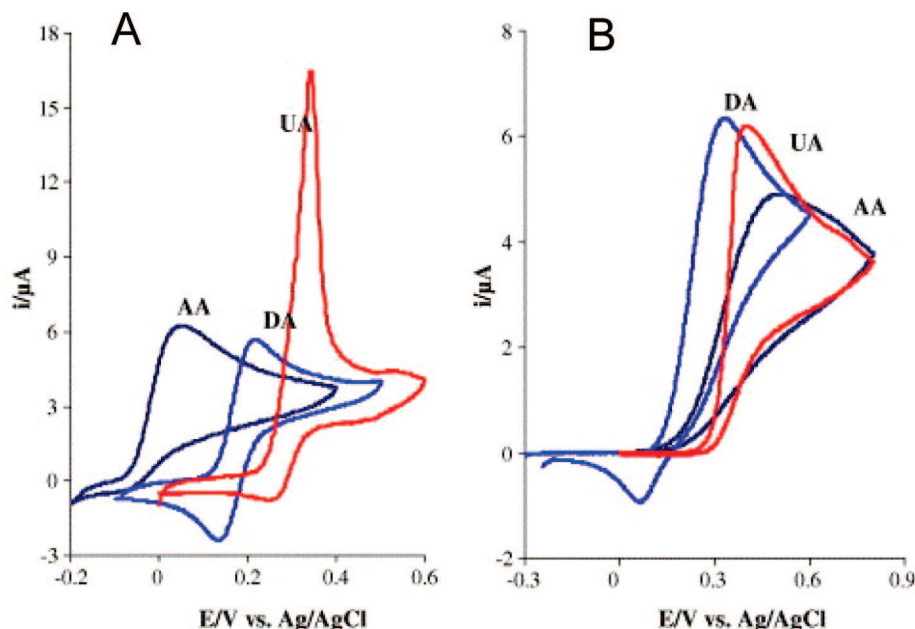 A
18
15
12
9
6
3
0
-3
i/µA
UA
AA
DA
-0.2 0 0.2 0.4 0.6
E/V vs. Ag/AgCl
B
8
6
4
2
0
-2
i/µA
DA
UA
AA
-0.3 0 0.3 0.6 0.9
E/V vs. Ag/AgCl